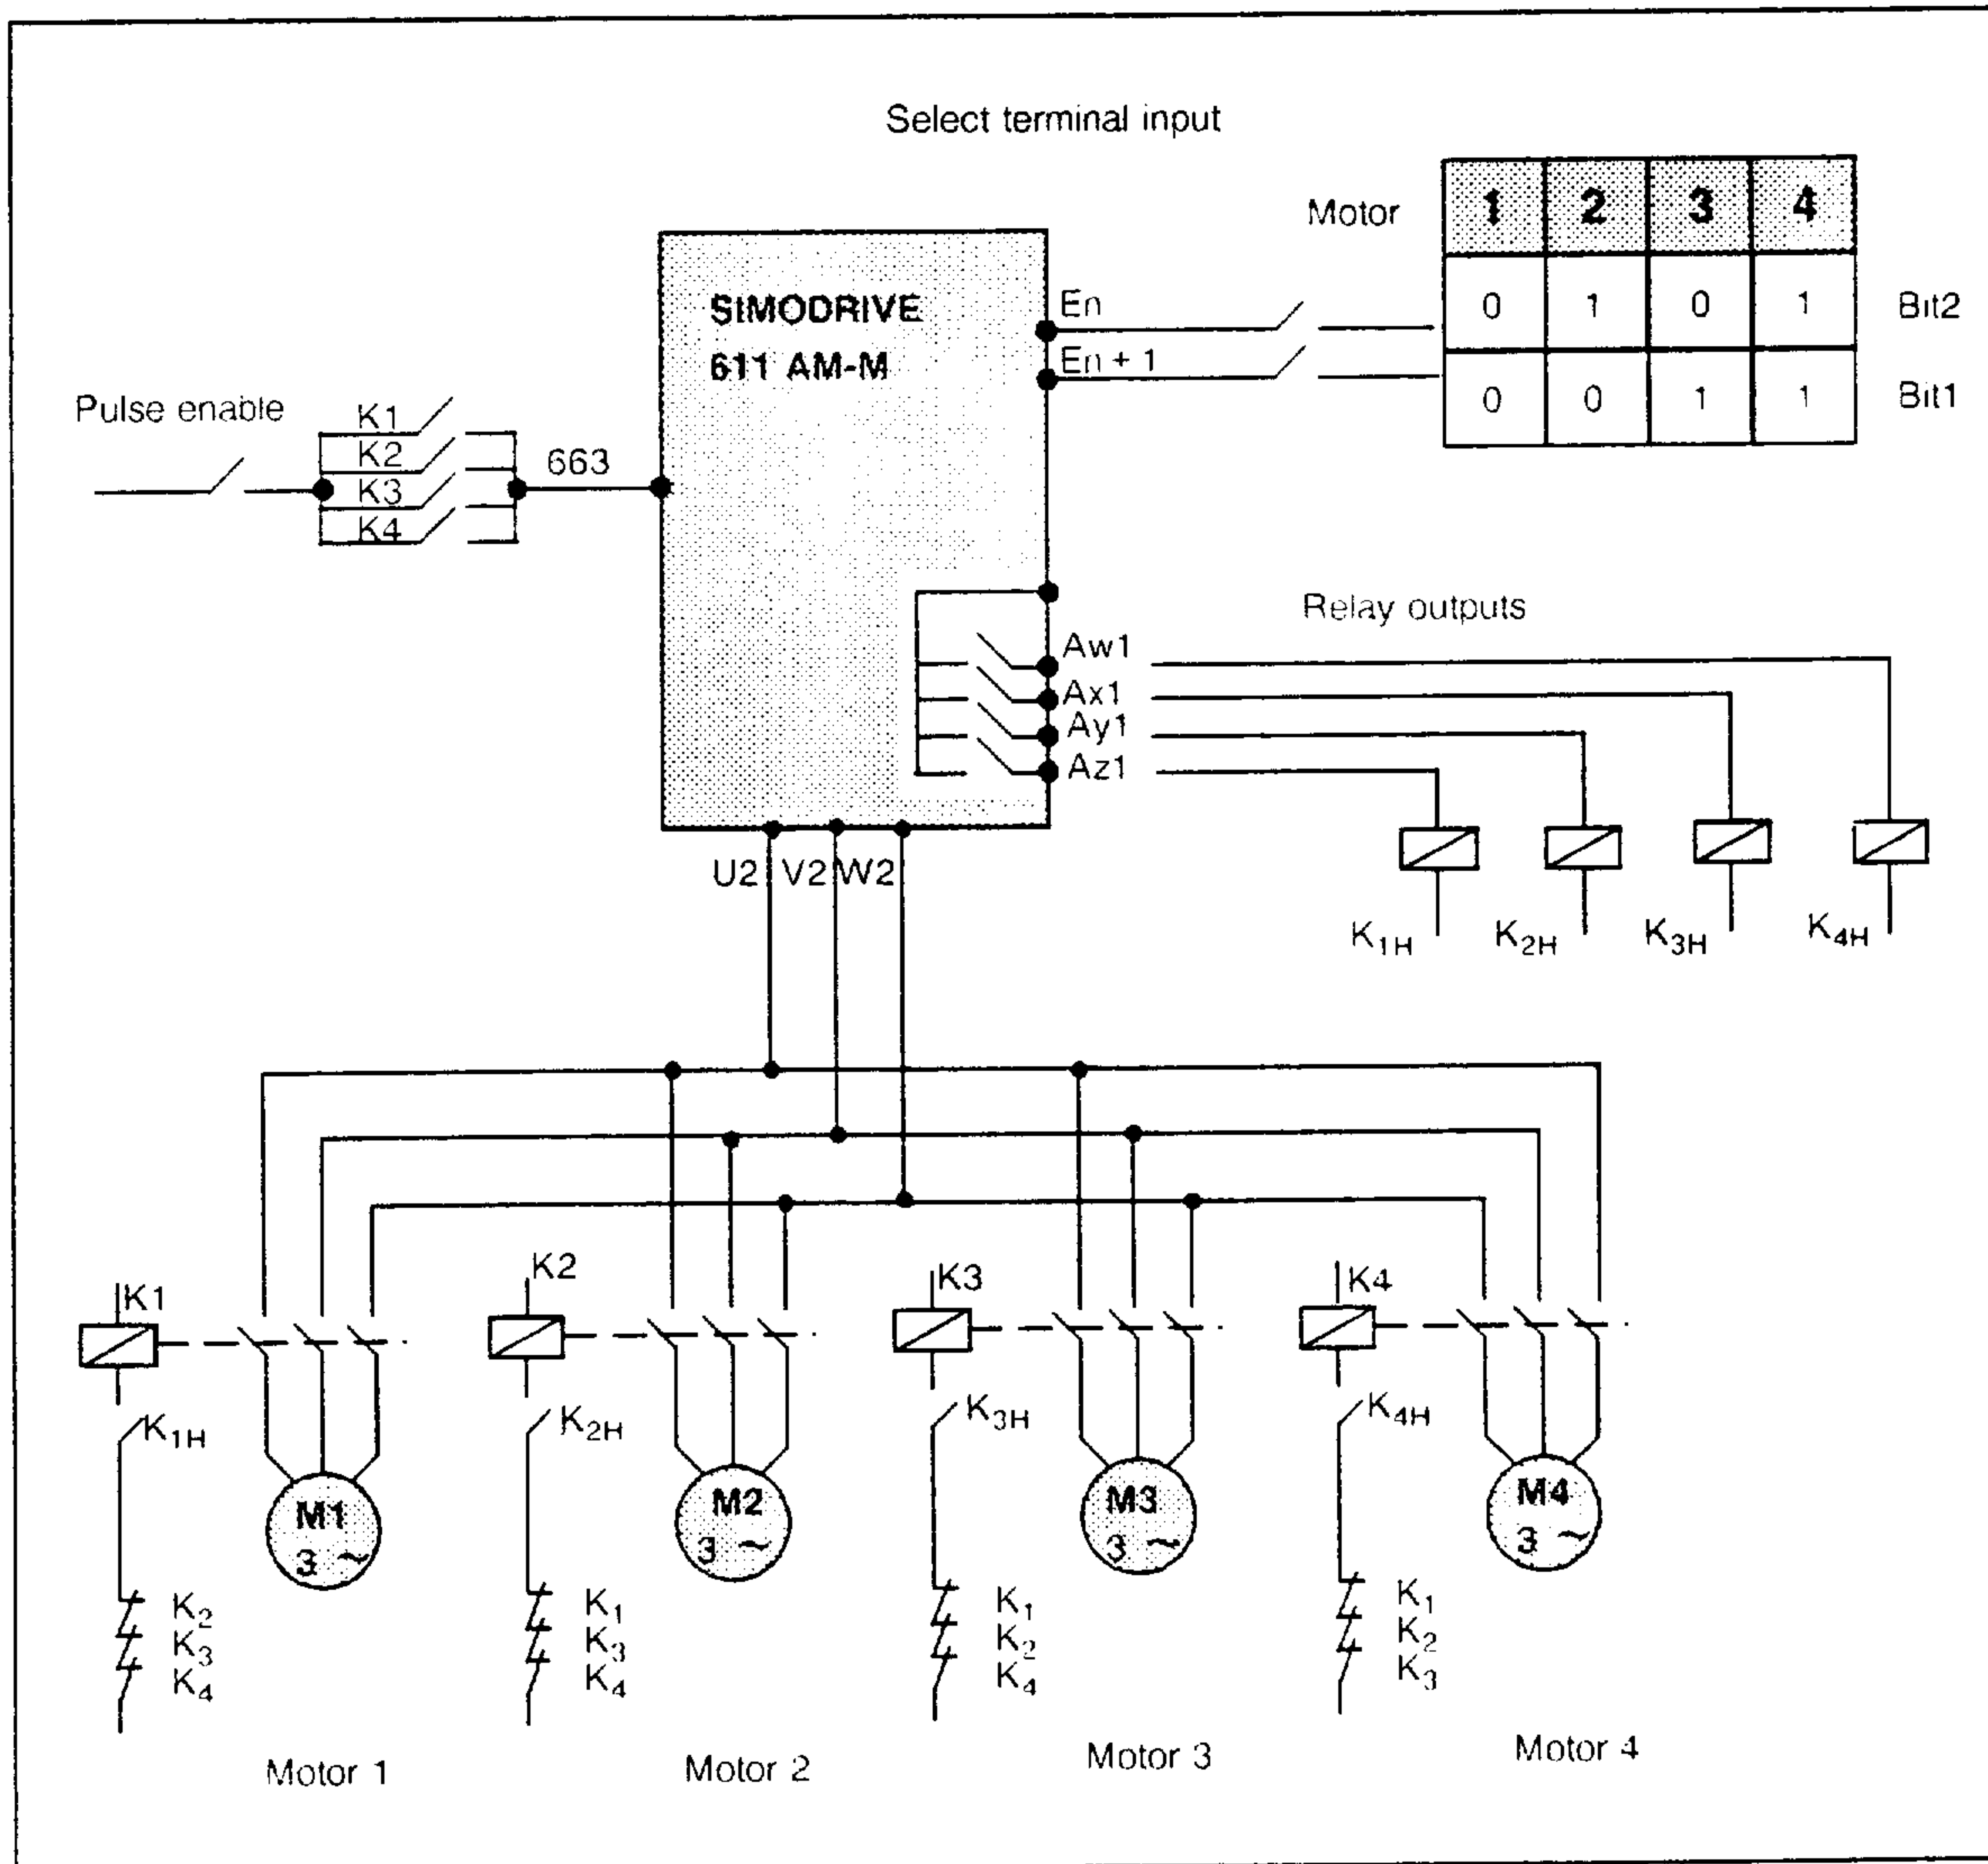 Select terminal input
Motor 1 2 3 4
0 1 0 1 Bit2
0 0 1 1 Bit1
SIMODRIVE
611 AM-M
En
En + 1
Pulse enable
K1
K2
K3
K4
663
Relay outputs
Aw1
Ax1
Ay1
Az1
U2 V2 W2
K1H K2H K3H K4H
K1 K2 K3 K4
K1H K2H K3H K4H
M1 M2 M3 M4
3 ~ 3 ~ 3 ~ 3 ~
K2 K1 K1 K1
K3 K3 K2 K2
K4 K4 K4 K3
Motor 1 Motor 2 Motor 3 Motor 4